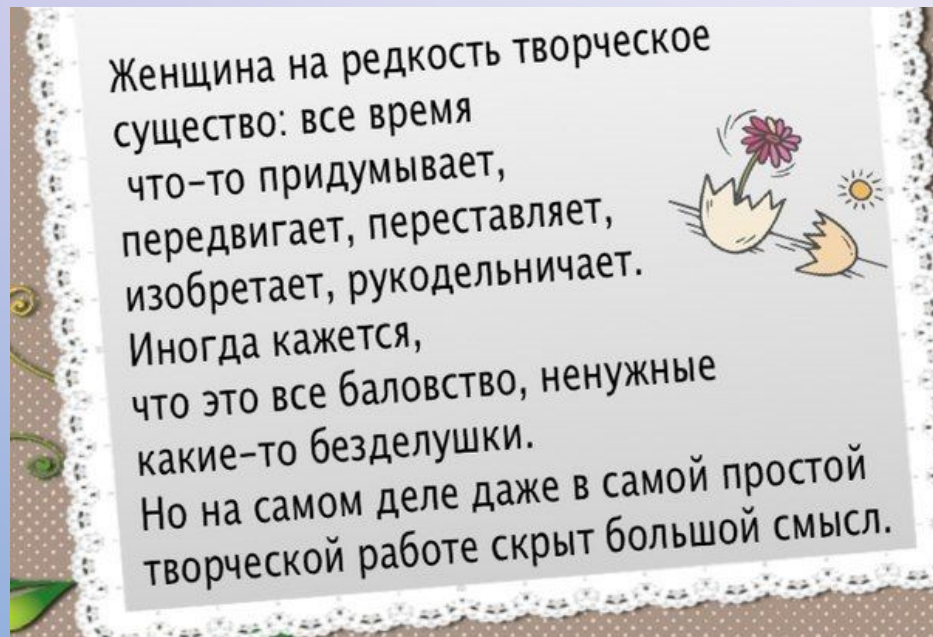 Женщина на редкость творческое
существо: все время
что-то придумывает,
передвигает, переставляет,
изобретает, рукодельничает.
Иногда кажется,
что это все баловство, ненужные
какие-то безделушки.
Но на самом деле даже в самой простой
творческой работе скрыт большой смысл.